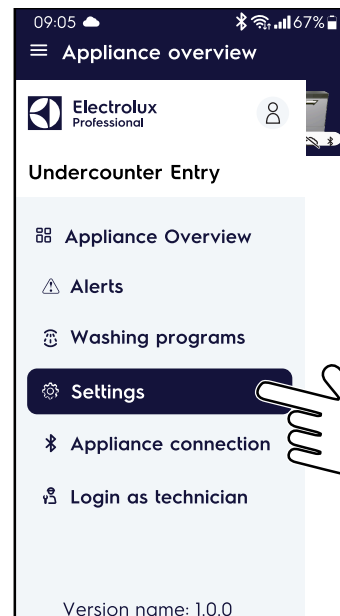 09:05 67%
Appliance overview
Electrolux
Professional
Undercounter Entry
Appliance Overview
Alerts
Washing programs
Settings
Appliance connection
Login as technician
Version name: 1.0.0